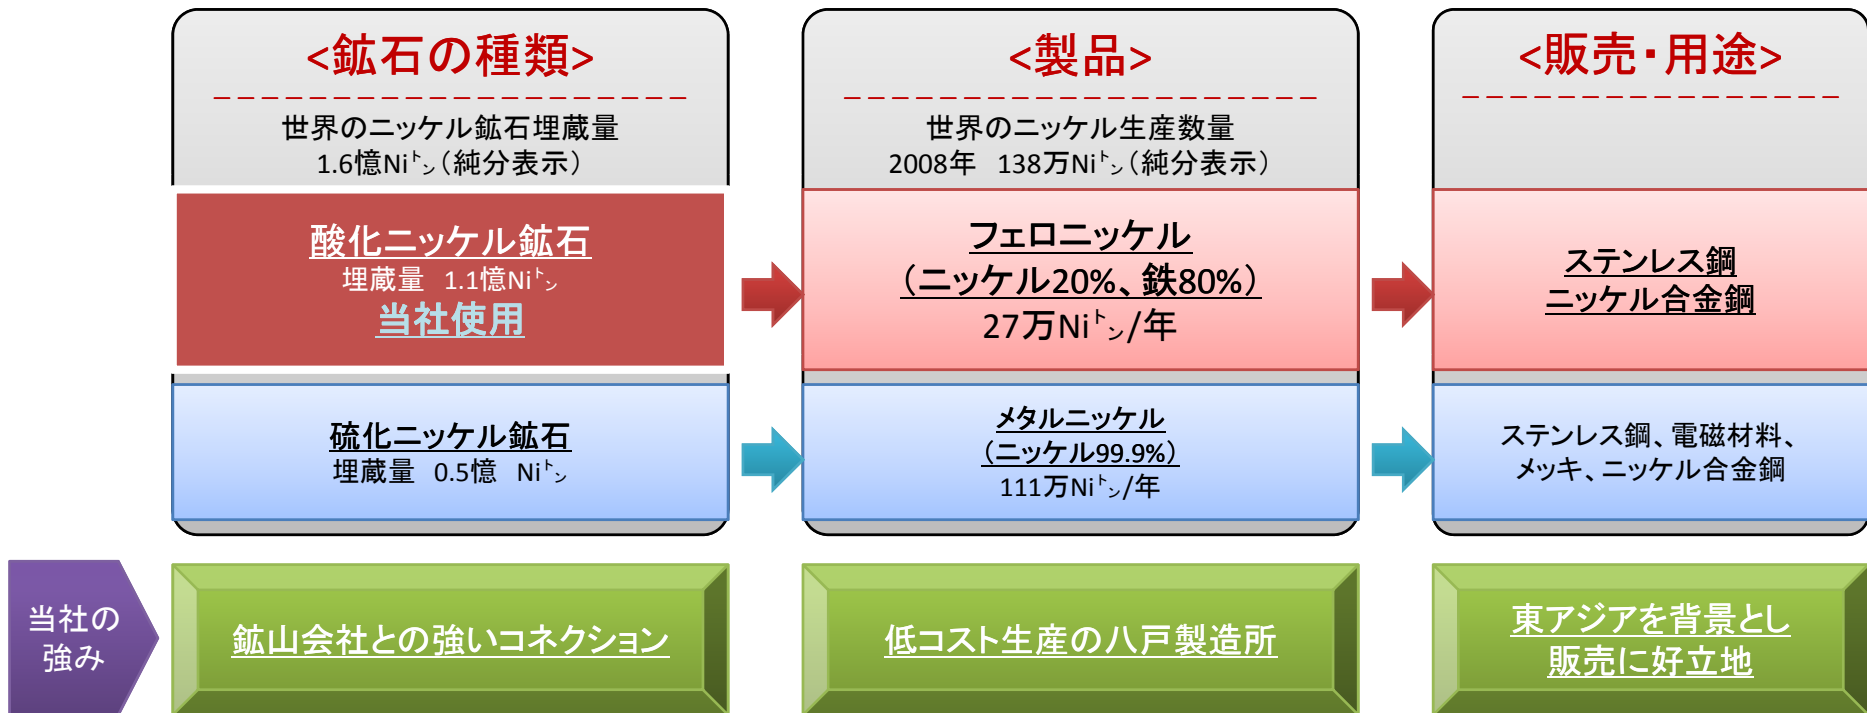 <鉱石の種類>
世界のニッケル鉱石埋蔵量
1.6億Niトン(純分表示)
酸化ニッケル鉱石
埋蔵量 1.1億Niトン
当社使用
硫化ニッケル鉱石
埋蔵量 0.5億 Niトン
<製品>
世界のニッケル生産数量
2008年 138万Niトン(純分表示)
フェロニッケル
(ニッケル20%、鉄80%)
27万Niトン/年
メタルニッケル
(ニッケル99.9%)
111万Niトン/年
<販売・用途>
ステンレス鋼
ニッケル合金鋼
ステンレス鋼、電磁材料、
メッキ、ニッケル合金鋼
当社の
強み
鉱山会社との強いコネクション
低コスト生産の八戸製造所
東アジアを背景とし
販売に好立地